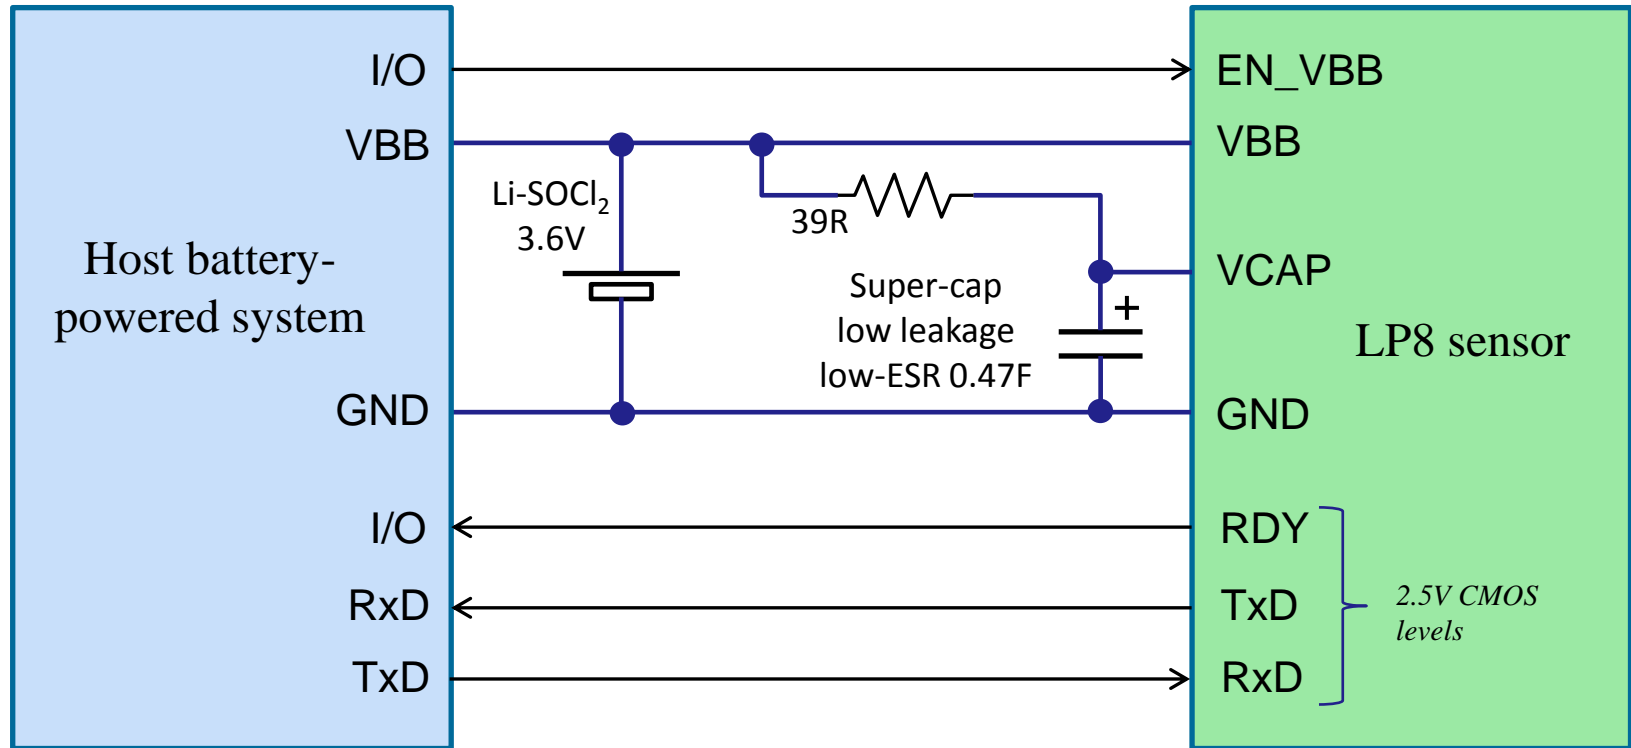 I/O
EN_VBB
VBB
VBB
Li-SOCl₂
3.6V
39R
Host battery-
powered system
VCAP
Super-cap
low leakage
low-ESR 0.47F
+
LP8 sensor
GND
GND
I/O
RDY
RxD
TxD
2.5V CMOS
levels
TxD
RxD